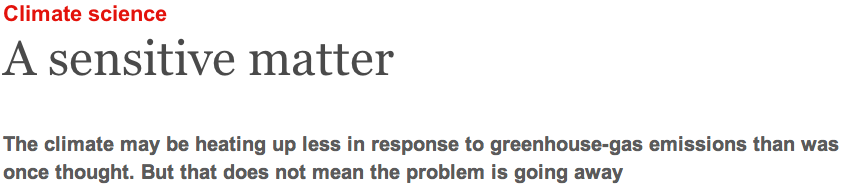 Climate science
A sensitive matter
The climate may be heating up less in response to greenhouse-gas emissions than was
once thought. But that does not mean the problem is going away